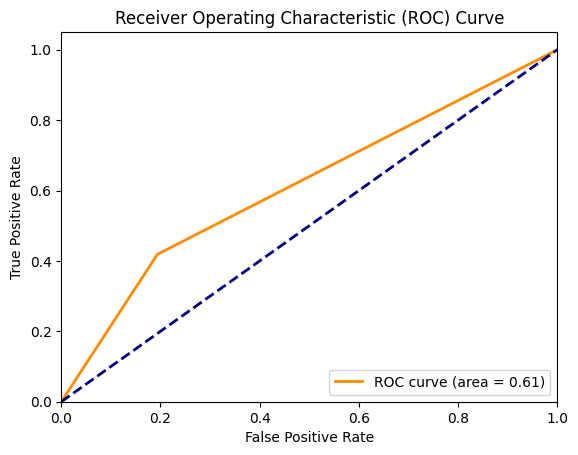 Receiver Operating Characteristic (ROC) Curve
1.0
0.8
0.6
0.4
0.2
0.0
True Positive Rate
ROC curve (area = 0.61)
0.0 0.2 0.4 0.6 0.8 1.0
False Positive Rate